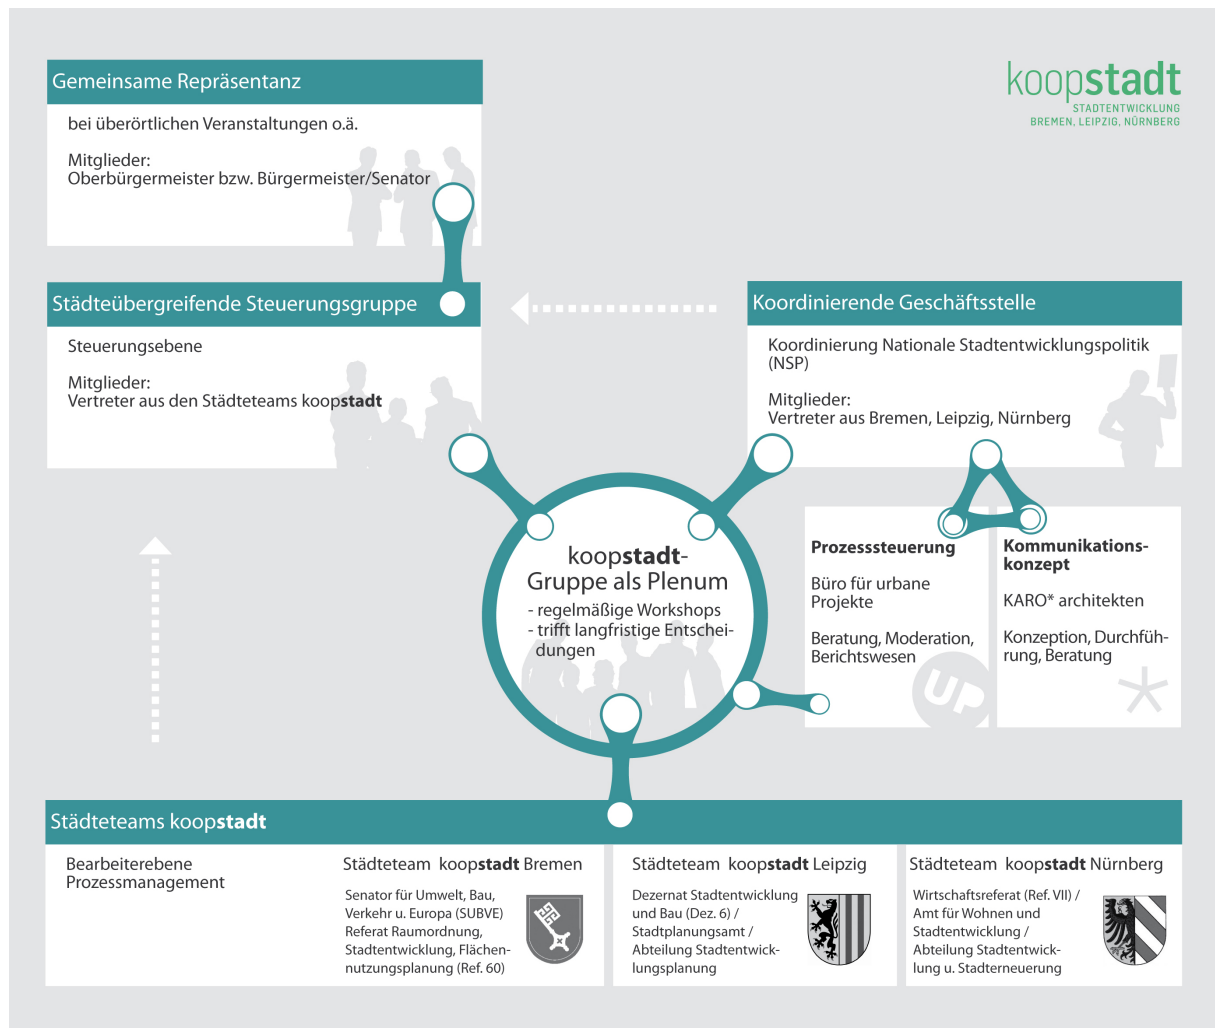 Gemeinsame Repräsentanz
bei überörtlichen Veranstaltungen o.ä.
Mitglieder:
Oberbürgermeister bzw. Bürgermeister/Senator
koopstadt
STADTENTWICKLUNG
BREMEN, LEIPZIG, NÜRNBERG
Städteübergreifende Steuerungsgruppe
Steuerungsebene
Mitglieder:
Vertreter aus den Städteteams koopstadt
Koordinierende Geschäftsstelle
Koordinierung Nationale Stadtentwicklungspolitik
(NSP)
Mitglieder:
Vertreter aus Bremen, Leipzig, Nürnberg
koopstadt-
Gruppe als Plenum
- regelmäßige Workshops
- trifft langfristige Entschei-
dungen
Prozesssteuerung
Büro für urbane
Projekte
Beratung, Moderation,
Berichtswesen
UP
Kommunikations-
konzept
KARO* architekten
Konzeption, Durchfüh-
rung, Beratung
Städteteams koopstadt
Bearbeiterebene
Prozessmanagement
Städteteam koopstadt Bremen
Senator für Umwelt, Bau,
Verkehr u. Europa (SUBVE)
Referat Raumordnung,
Stadtentwicklung, Flächen-
nutzungsplanung (Ref. 60)
Städteteam koopstadt Leipzig
Dezernat Stadtentwicklung
und Bau (Dez. 6) /
Stadtplanungsamt /
Abteilung Stadtentwick-
lungsplanung
Städteteam koopstadt Nürnberg
Wirtschaftsreferat (Ref. VII) /
Amt für Wohnen und
Stadtentwicklung /
Abteilung Stadtentwick-
lung u. Stadterneuerung